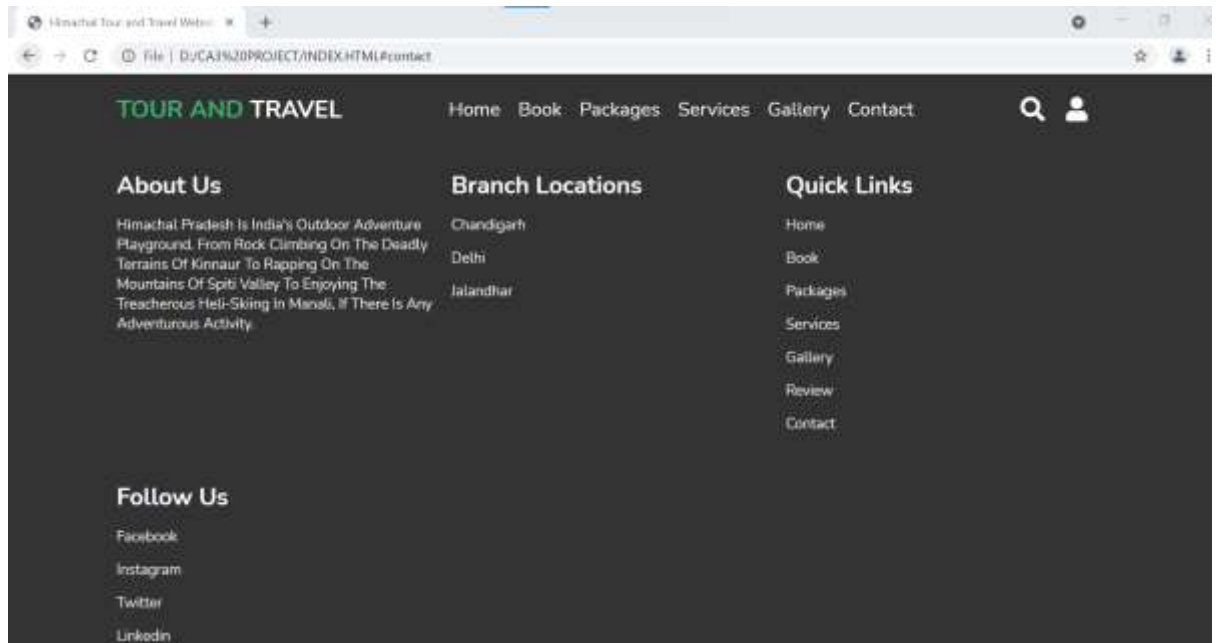 Himachal Tour and Travel Websi
File | D:/CA3%20PROJECT/INDEX.HTML#contact
TOUR AND TRAVEL
Home Book Packages Services Gallery Contact
About Us
Himachal Pradesh Is India's Outdoor Adventure
Playground. From Rock Climbing On The Deadly
Terrains Of Kinnaur To Rapping On The
Mountains Of Spiti Valley To Enjoying The
Treacherous Heli-Skiing In Manali, If There Is Any
Adventurous Activity.
Branch Locations
Chandigarh
Delhi
Jalandhar
Quick Links
Home
Book
Packages
Services
Gallery
Review
Contact
Follow Us
Facebook
Instagram
Twitter
Linkedin